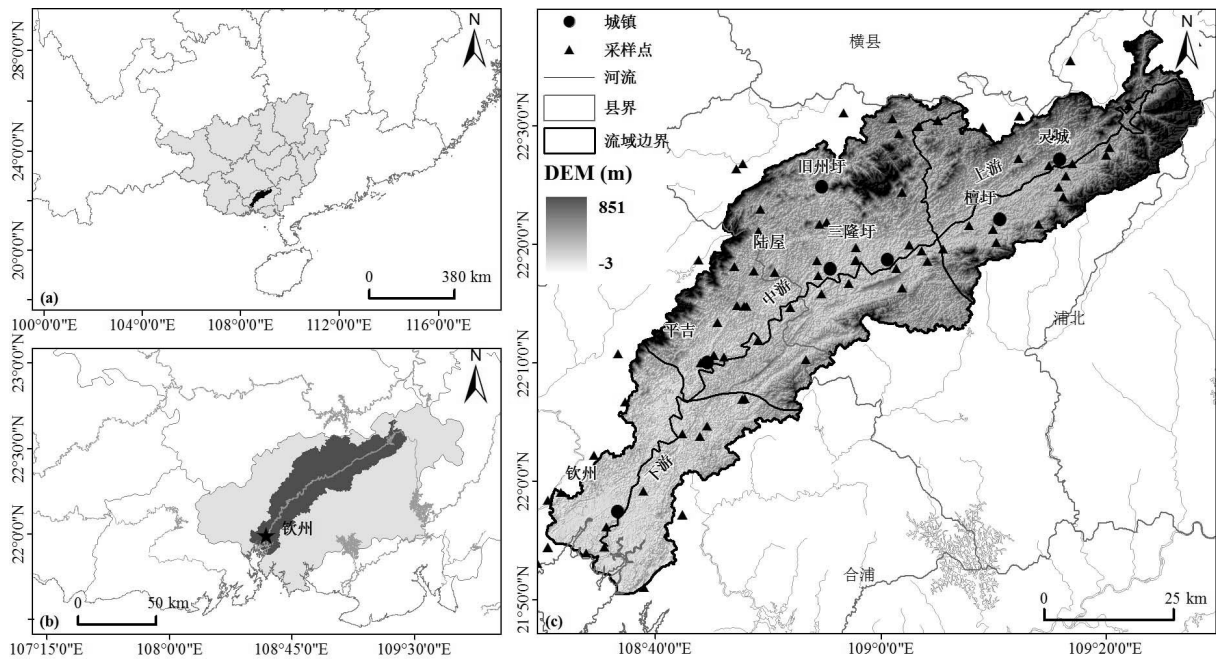 N
28°0'0"N
24°0'0"N
20°0'0"N
0
380 km
(a)
100°0'0"E
104°0'0"E
108°0'0"E
112°0'0"E
116°0'0"E
N
23°0'0"N
22°30'0"N
22°0'0"N
钦州
0
50 km
(b)
107°15'0"E
108°0'0"E
108°45'0"E
109°30'0"E
城镇
采样点
河流
县界
流域边界
DEM (m)
851
-3
N
横县
22°30'0"N
灵城
上游
旧州圩
檀圩
三隆圩
陆屋
22°20'0"N
中游
平吉
浦北
22°10'0"N
钦州
下游
22°0'0"N
合浦
21°50'0"N
0
25 km
(c)
108°40'0"E
109°0'0"E
109°20'0"E